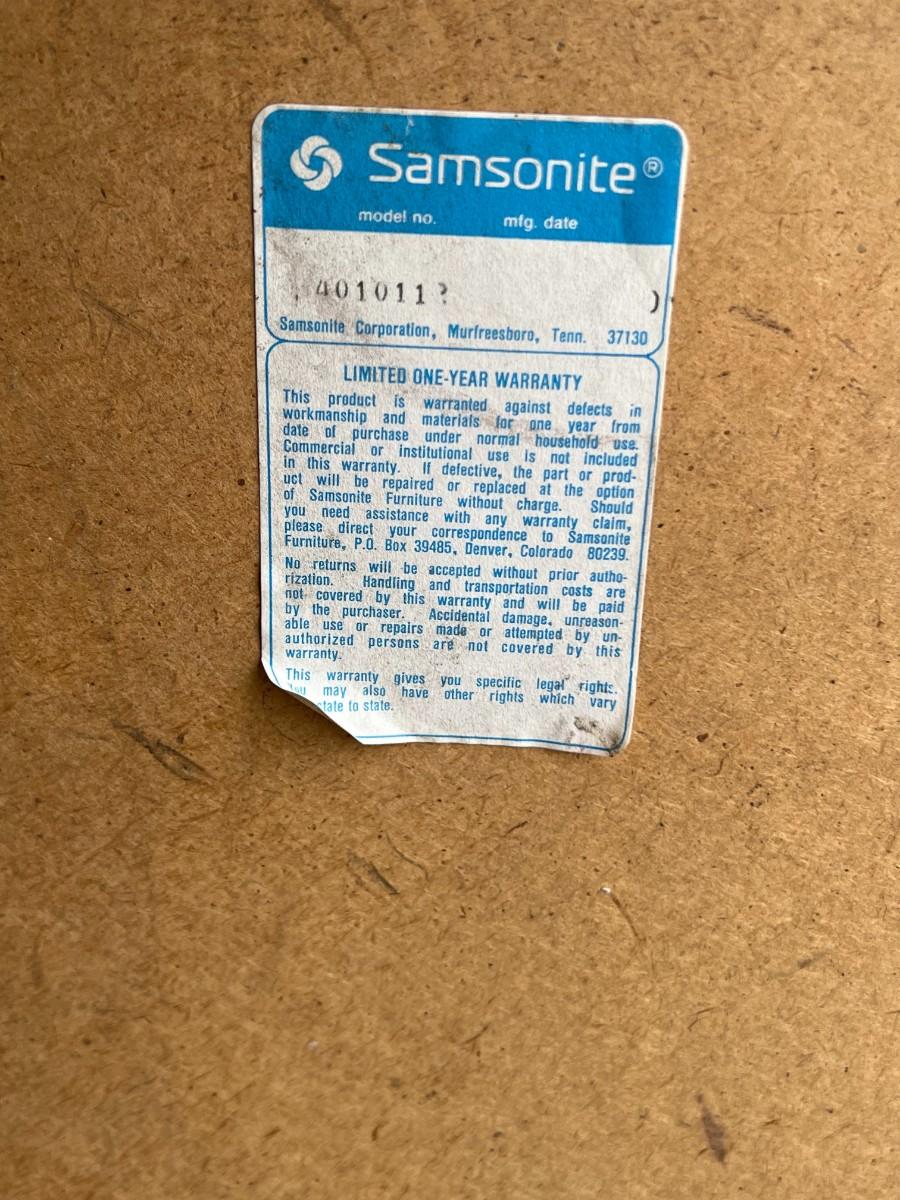 Samsonite®
model no. mfg. date
401011
Samsonite Corporation, Murfreesboro, Tenn. 37130
LIMITED ONE-YEAR WARRANTY
This product is warranted against defects in
workmanship and materials for one year from
date of purchase under normal household use.
Commercial or institutional use is not included
in this warranty. If defective, the part or prod-
uct will be repaired or replaced at the option
of Samsonite Furniture without charge. Should
you need assistance with any warranty claim,
please direct your correspondence to Samsonite
Furniture, P.O. Box 39485, Denver, Colorado 80239.
No returns will be accepted without prior autho-
rization. Handling and transportation costs are
not covered by this warranty and will be paid
by the purchaser. Accidental damage, unreason-
able use or repairs made or attempted by un-
authorized persons are not covered by this
warranty.
This warranty gives you specific legal rights.
You may also have other rights which vary
state to state.